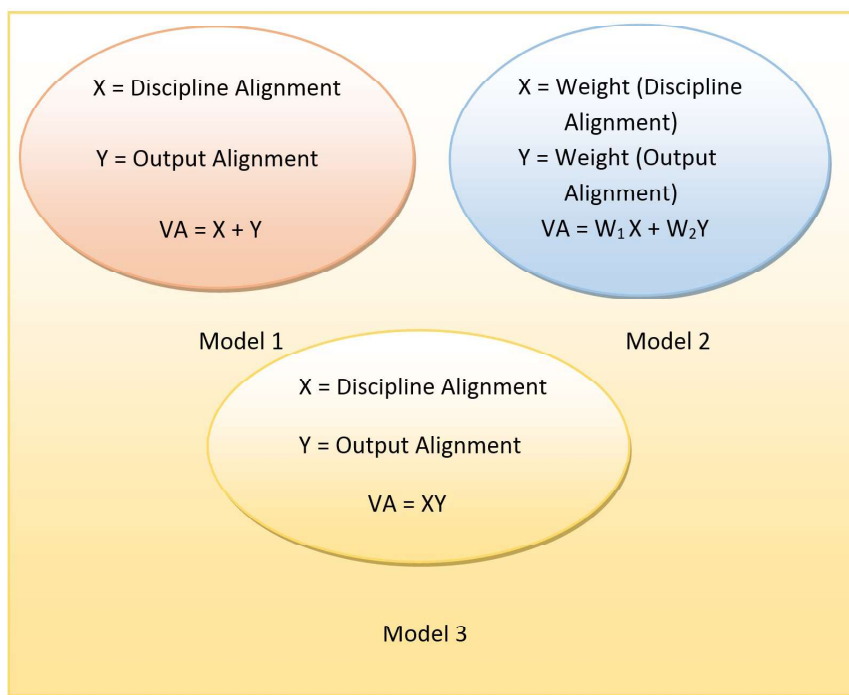 X = Discipline Alignment
Y = Output Alignment
VA = X + Y
Model 1
X = Weight (Discipline
Alignment)
Y = Weight (Output
Alignment)
VA = W₁X + W₂Y
Model 2
X = Discipline Alignment
Y = Output Alignment
VA = XY
Model 3